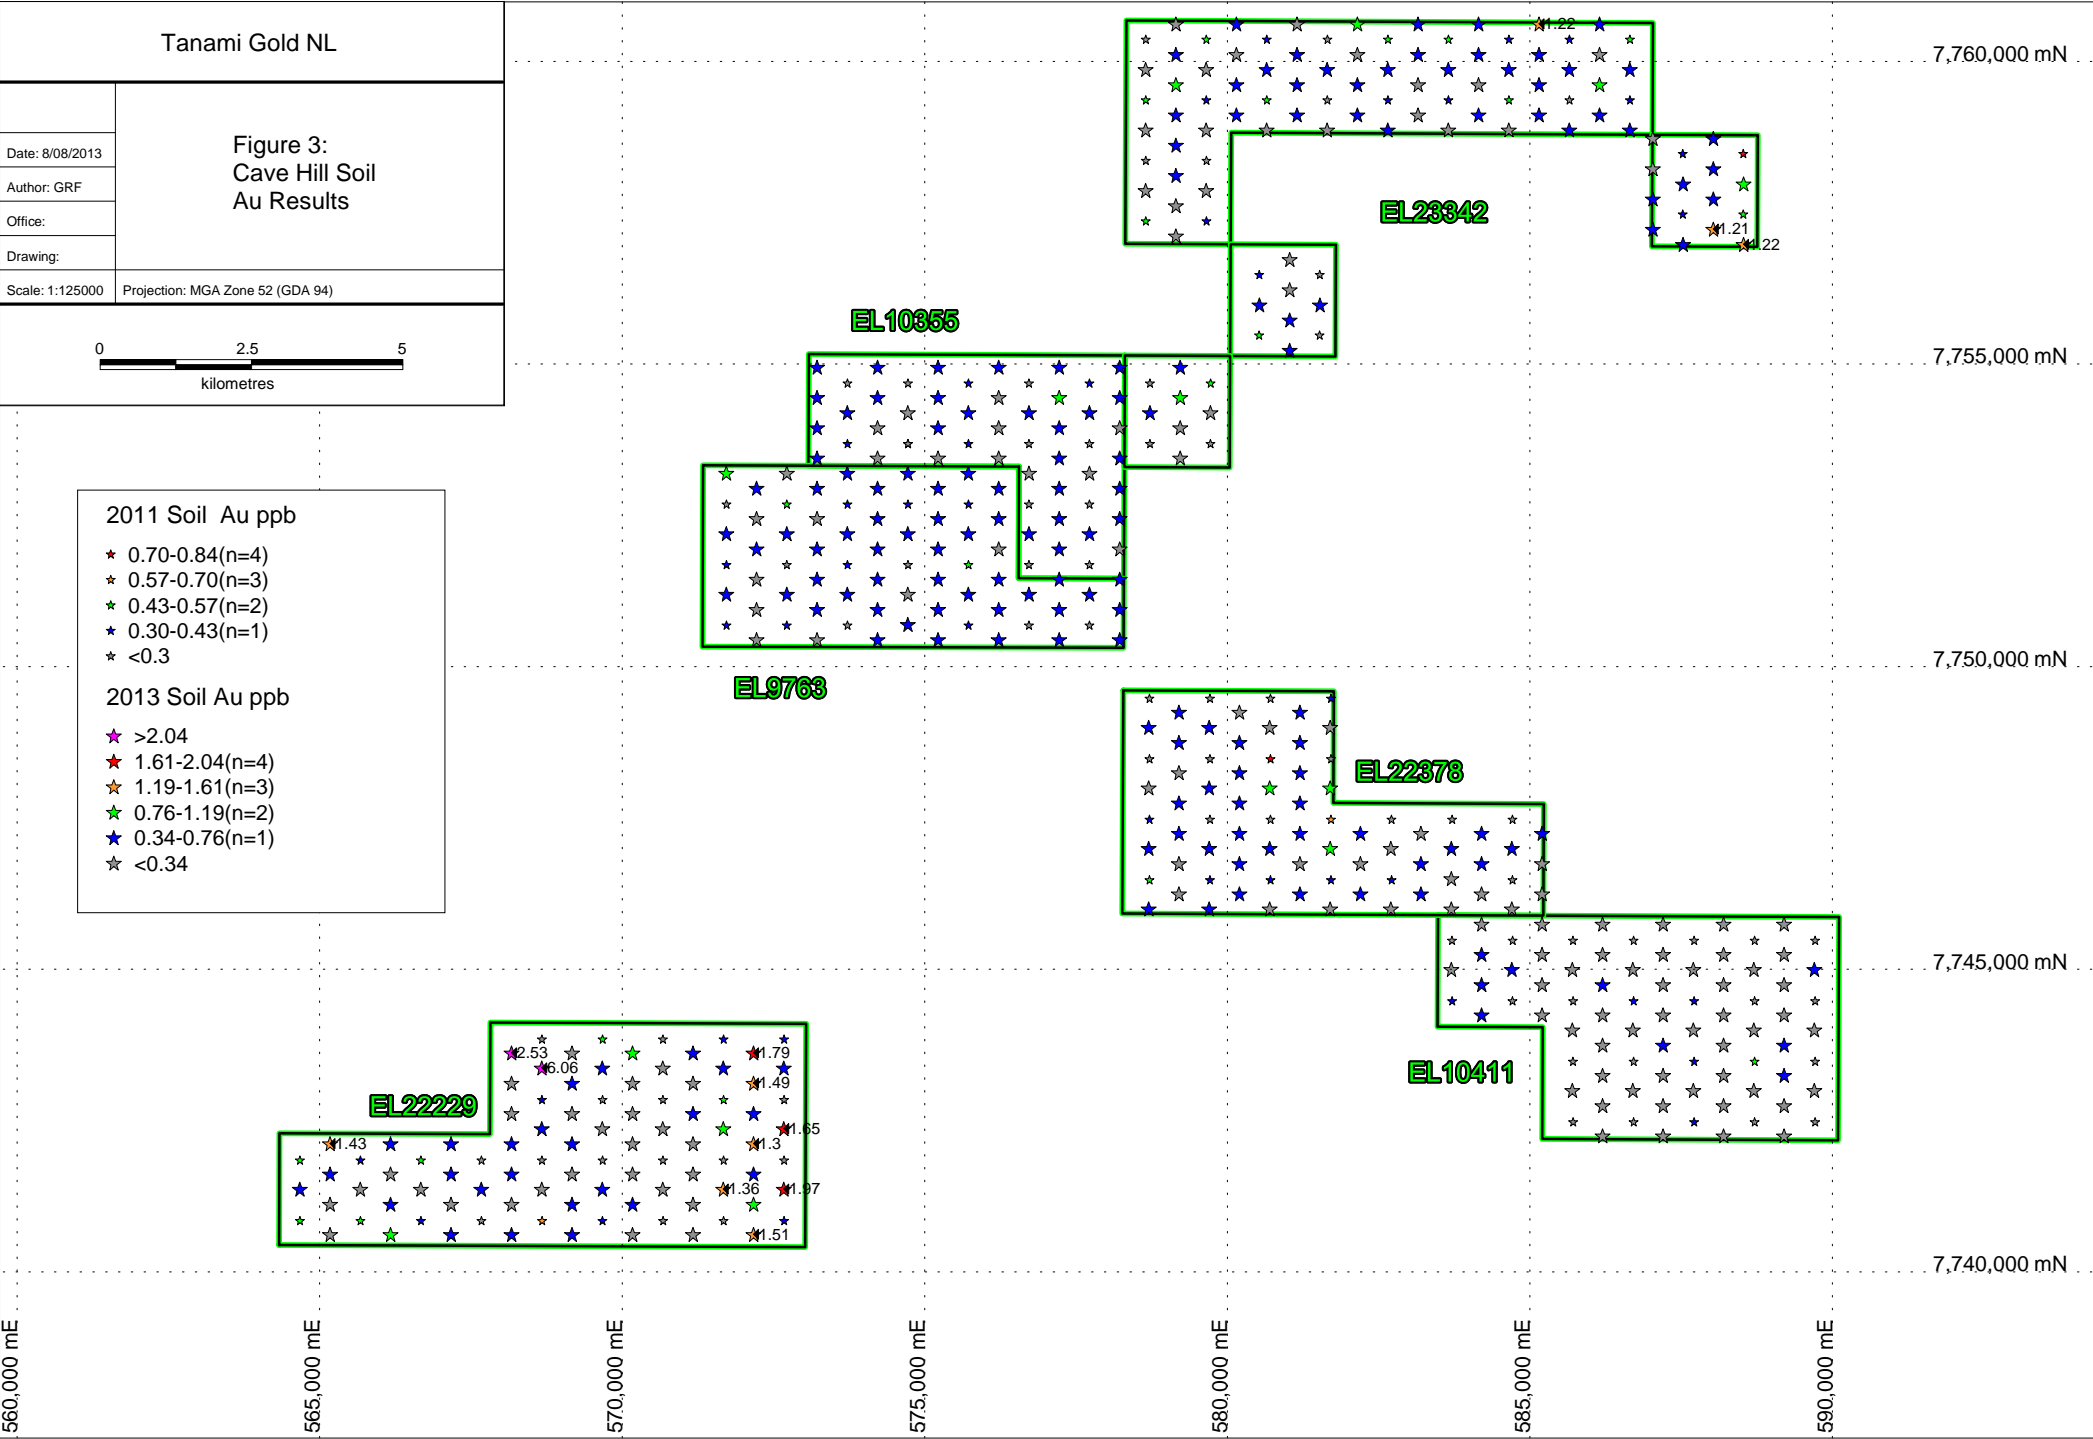 Tanami Gold NL
Date: 8/08/2013
Author: GRF
Office:
Drawing:
Scale: 1:125000
Figure 3:
Cave Hill Soil
Au Results
Projection: MGA Zone 52 (GDA 94)
0 2.5 5
kilometres
2011 Soil Au ppb
0.70-0.84(n=4)
0.57-0.70(n=3)
0.43-0.57(n=2)
0.30-0.43(n=1)
<0.3
2013 Soil Au ppb
>2.04
1.61-2.04(n=4)
1.19-1.61(n=3)
0.76-1.19(n=2)
0.34-0.76(n=1)
<0.34
1.22
7,760,000 mN
EL23342
1.21
1.22
EL10355
7,755,000 mN
7,750,000 mN
EL9763
EL22378
7,745,000 mN
EL10411
2.53
6.06
1.79
1.49
EL22229
1.65
1.43
1.3
1.36
1.97
1.51
7,740,000 mN
560,000 mE
565,000 mE
570,000 mE
575,000 mE
580,000 mE
585,000 mE
590,000 mE